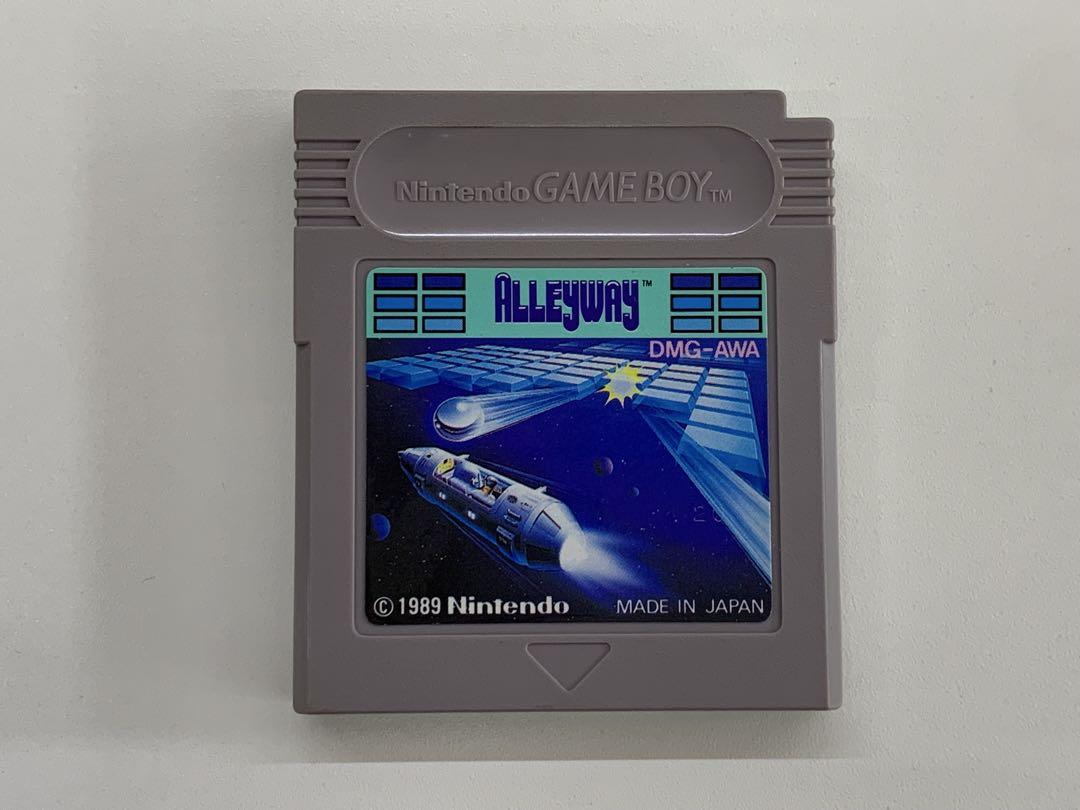 Nintendo GAME BOY™
ALLEYWAY™
DMG-AWA
© 1989 Nintendo
MADE IN JAPAN